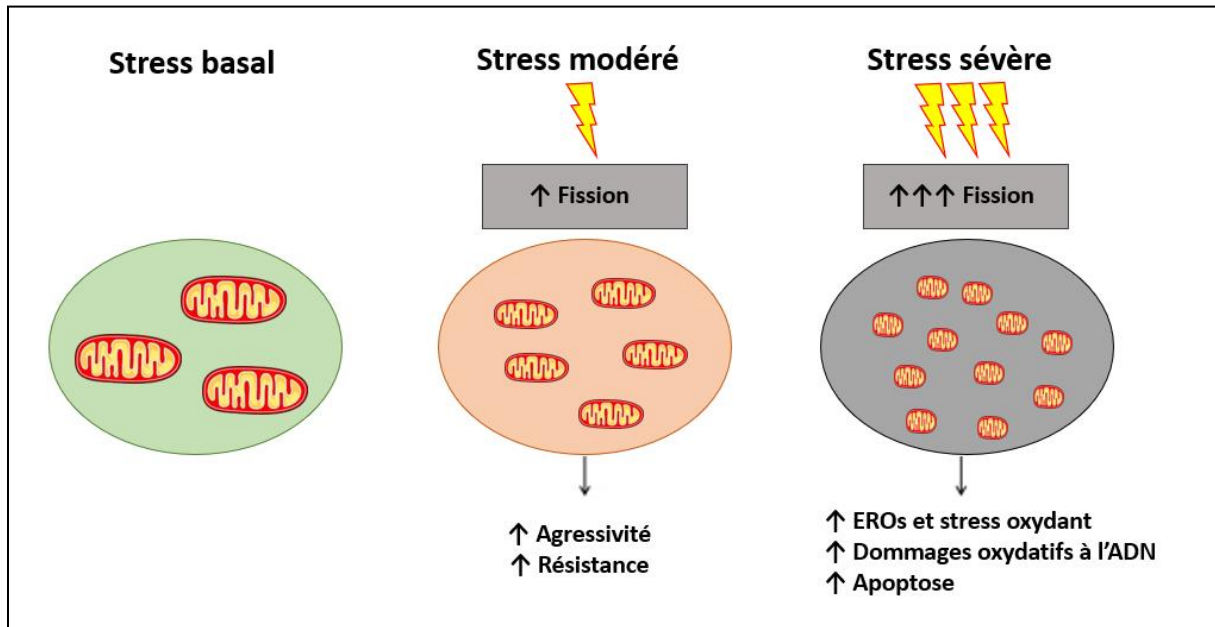 Stress basal
Stress modéré
Stress sévère
↑ Fission
↑↑↑ Fission
↑ Agressivité
↑ Résistance
↑ EROs et stress oxydant
↑ Dommages oxydatifs à l'ADN
↑ Apoptose